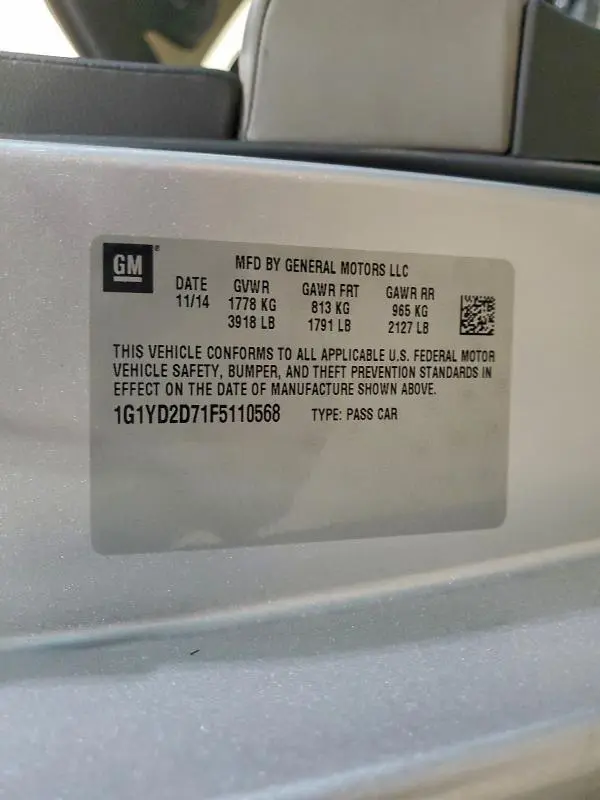 GM
MFD BY GENERAL MOTORS LLC
DATE GVWR GAWR FRT GAWR RR
11/14 1778 KG 813 KG 965 KG
3918 LB 1791 LB 2127 LB
THIS VEHICLE CONFORMS TO ALL APPLICABLE U.S. FEDERAL MOTOR
VEHICLE SAFETY, BUMPER, AND THEFT PREVENTION STANDARDS IN
EFFECT ON THE DATE OF MANUFACTURE SHOWN ABOVE.
1G1YD2D71F5110568 TYPE: PASS CAR